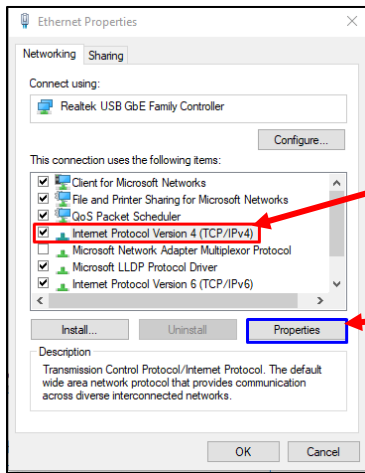 Ethernet Properties
Networking Sharing
Connect using:
Realtek USB GbE Family Controller
Configure...
This connection uses the following items:
Client for Microsoft Networks
File and Printer Sharing for Microsoft Networks
QoS Packet Scheduler
Internet Protocol Version 4 (TCP/IPv4)
Microsoft Network Adapter Multiplexor Protocol
Microsoft LLDP Protocol Driver
Internet Protocol Version 6 (TCP/IPv6)
Install... Uninstall Properties
Description
Transmission Control Protocol/Internet Protocol. The default
wide area network protocol that provides communication
across diverse interconnected networks.
OK Cancel